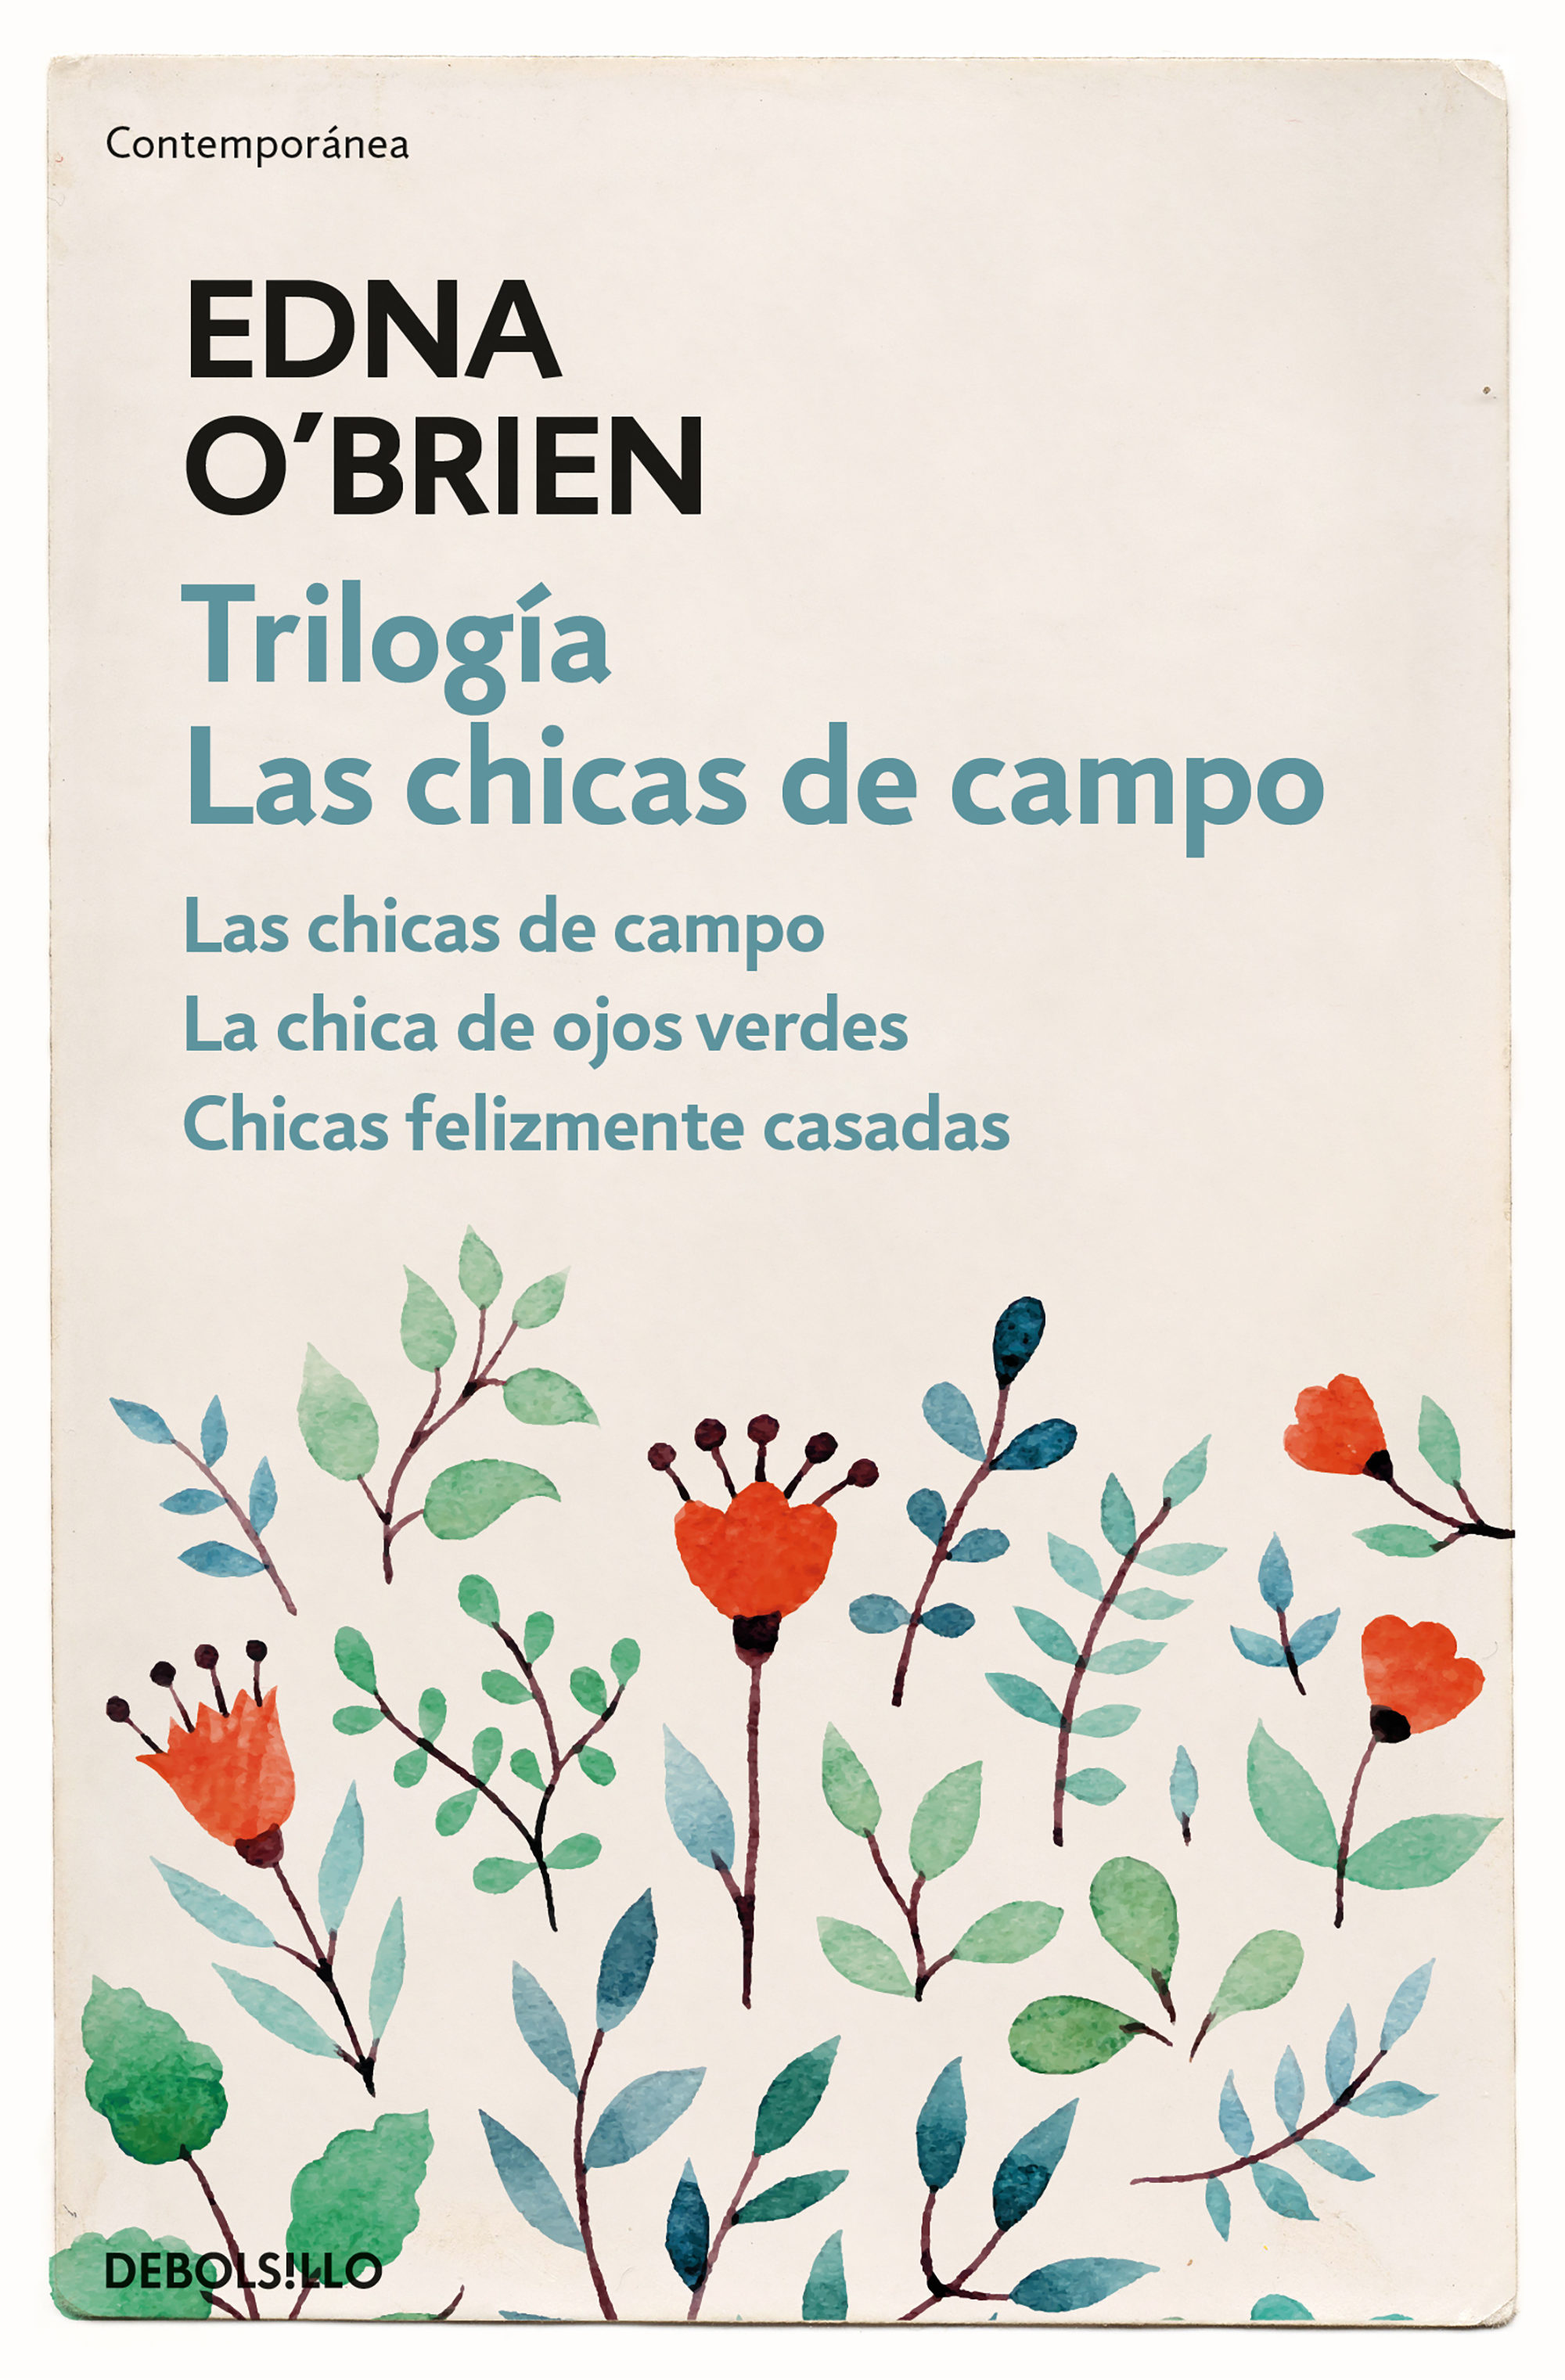 Contemporánea
EDNA
O'BRIEN
Trilogía
Las chicas de campo
Las chicas de campo
La chica de ojos verdes
Chicas felizmente casadas
DEBOLS!LLO